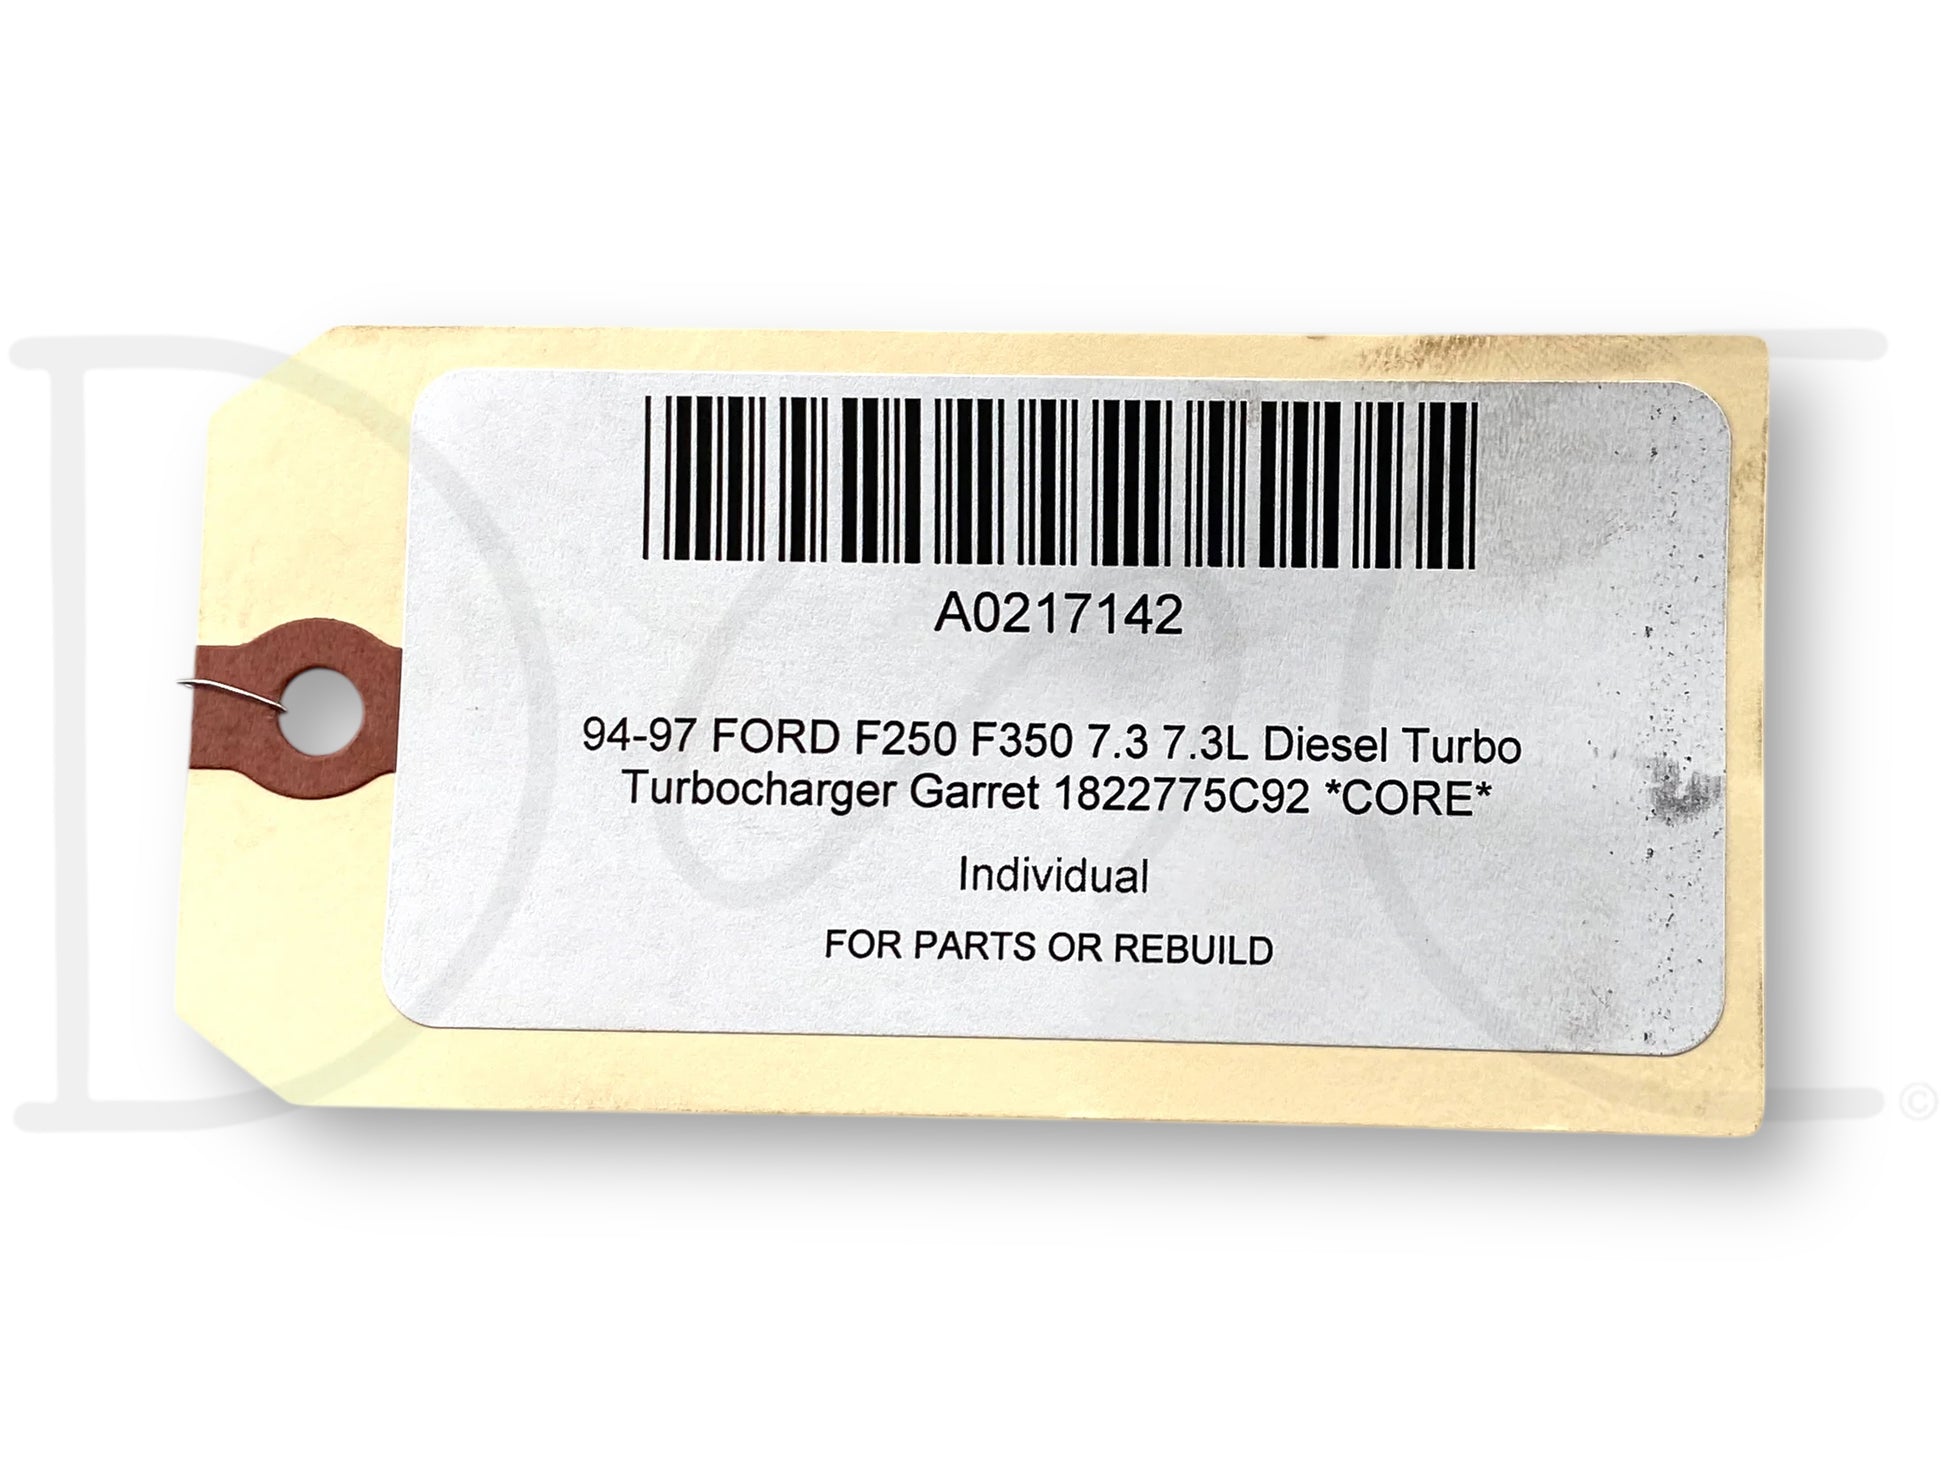 A0217142
94-97 FORD F250 F350 7.3 7.3L Diesel Turbo
Turbocharger Garret 1822775C92 *CORE*
Individual
FOR PARTS OR REBUILD
©